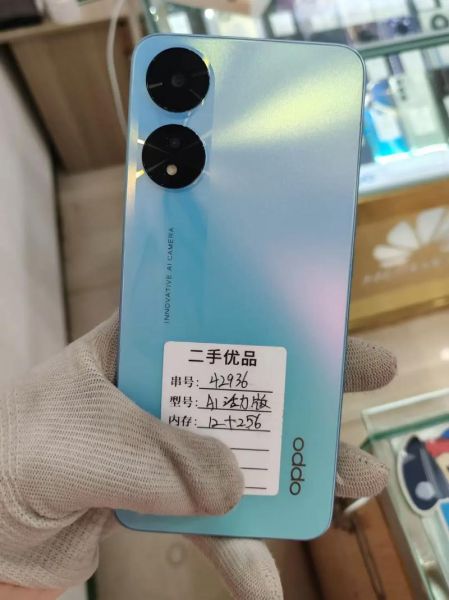 INNOVATIVE AI CAMERA
二手优品
串号: 42936
型号: A1活力版
内存: 12+256
oppo